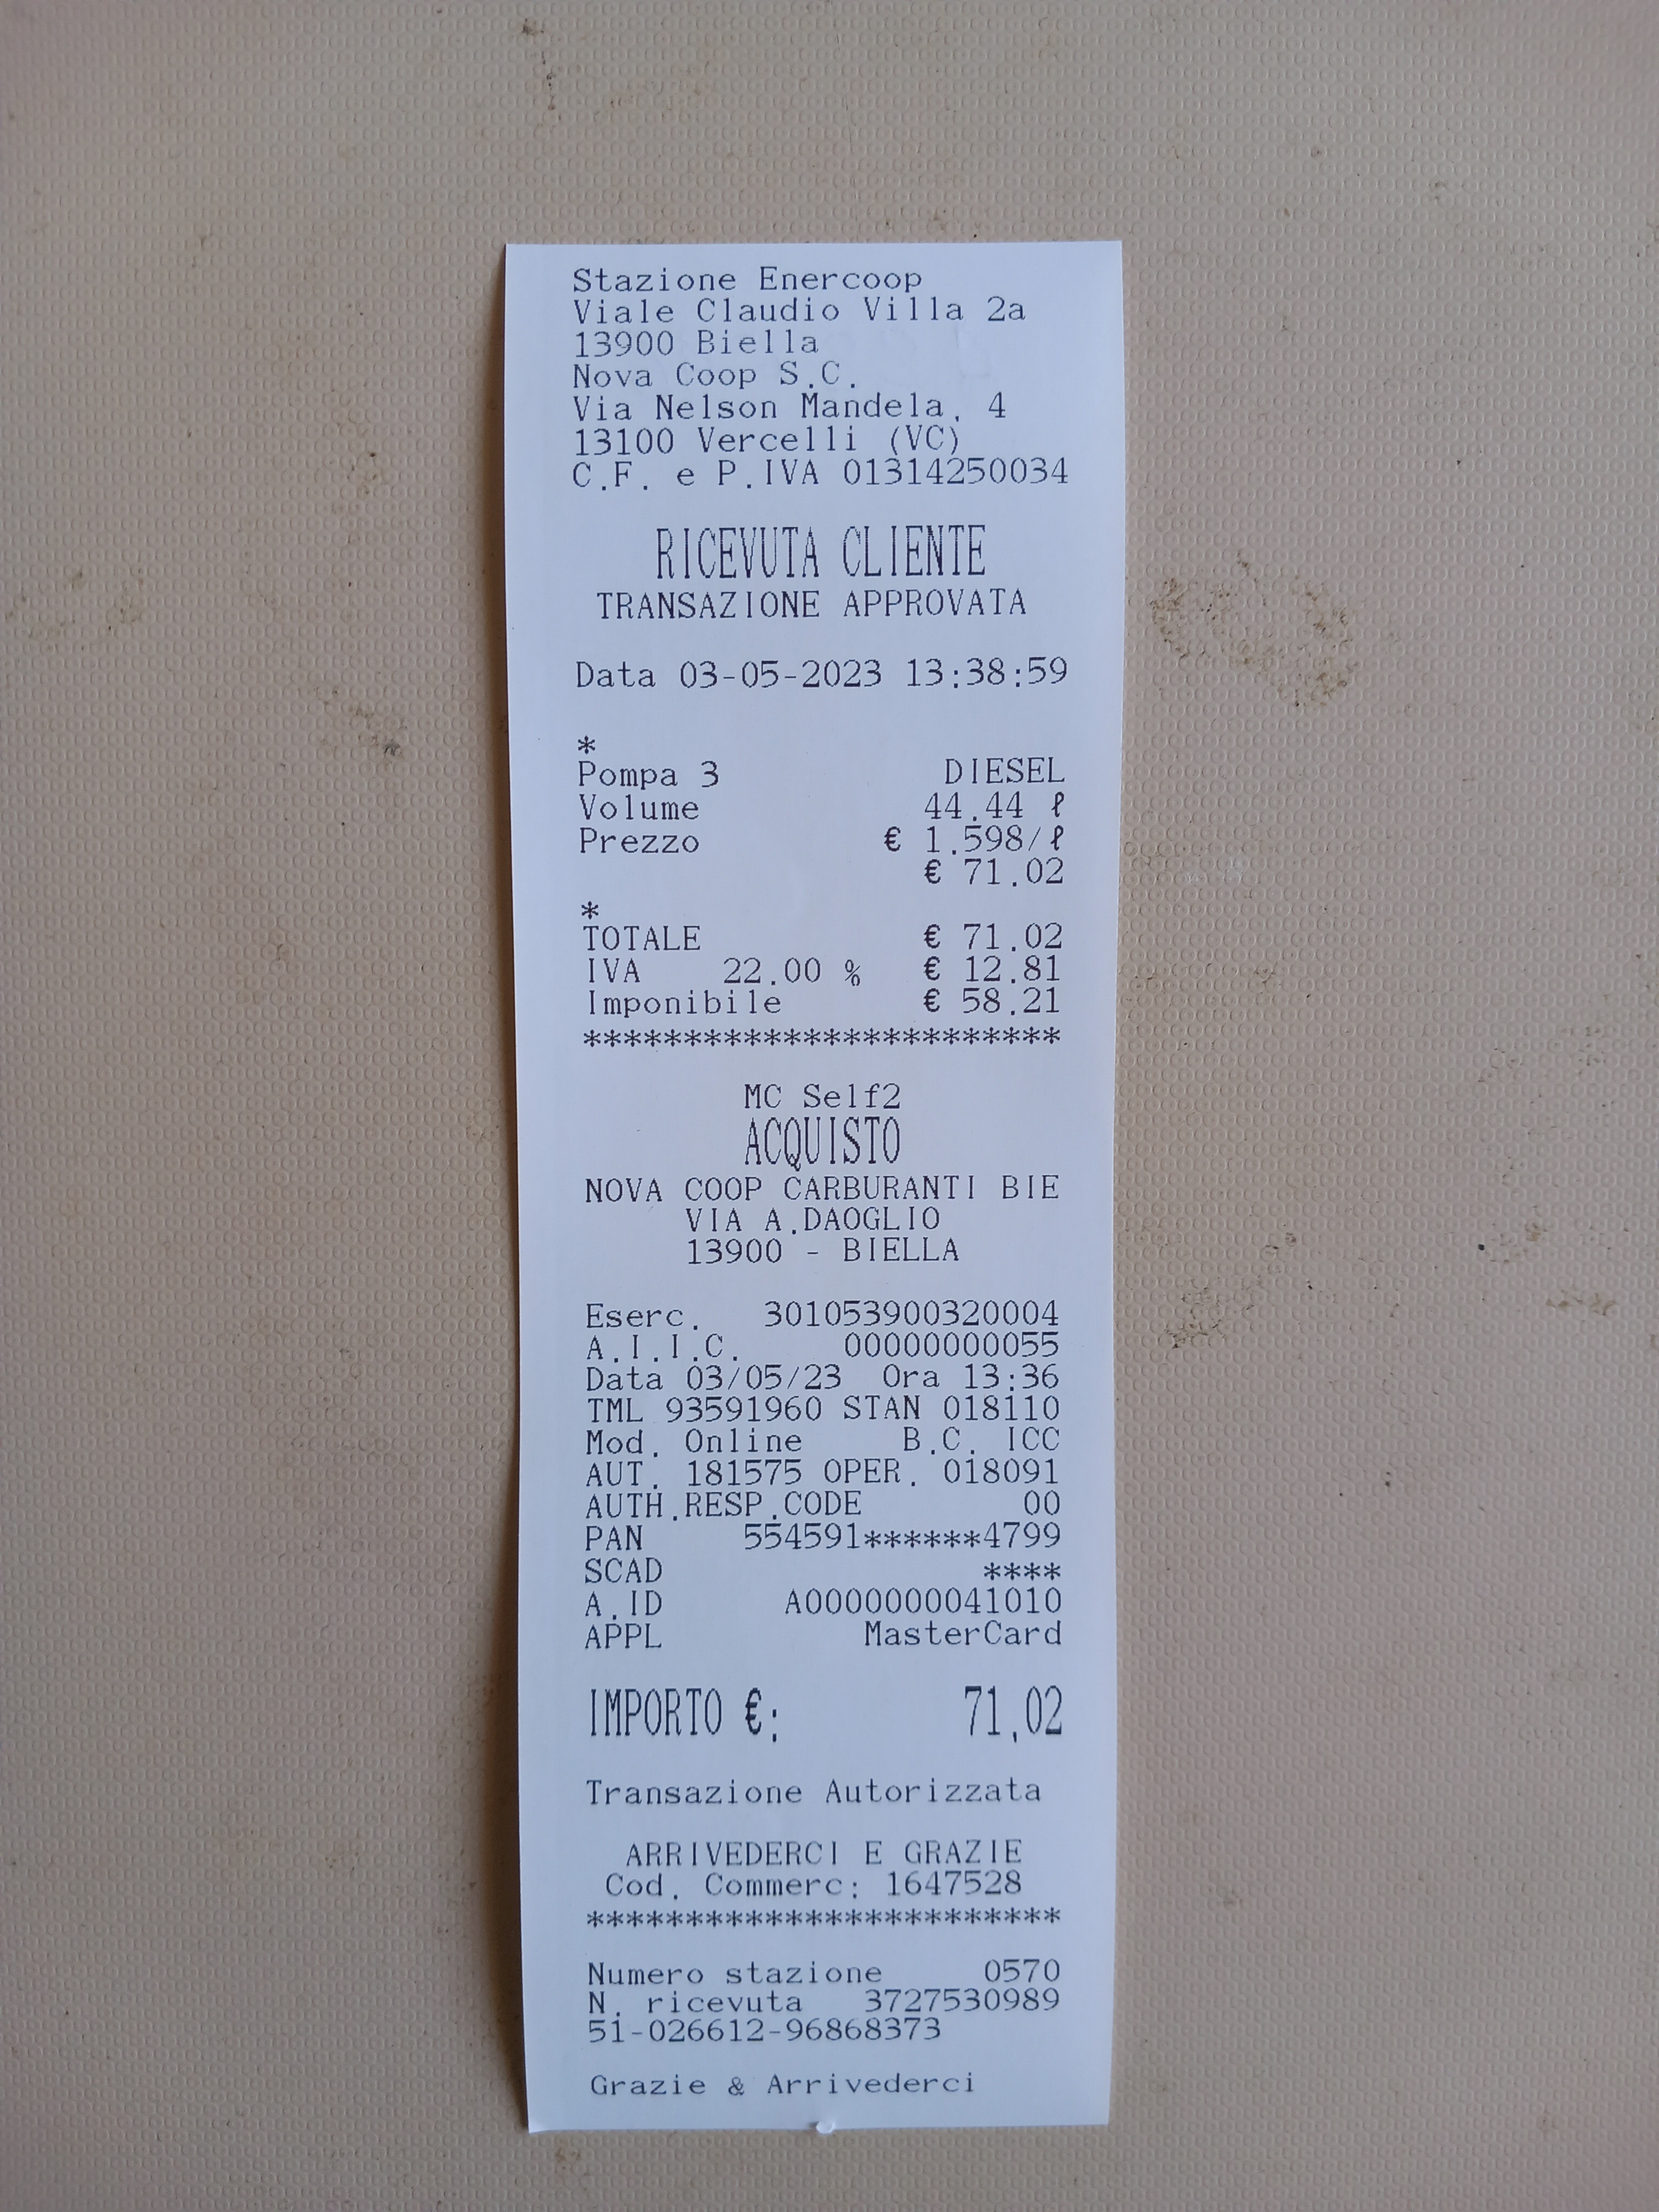 Stazione Enercoop
Viale Claudio Villa 2a
13900 Biella
Nova Coop S.C.
Via Nelson Mandela, 4
13100 Vercelli (VC)
C.F. e P.IVA 01314250034
RICEVUTA CLIENTE
TRANSAZIONE APPROVATA
Data 03-05-2023 13:38:59
*
Pompa 3 DIESEL
Volume 44.44 ℓ
Prezzo € 1.598/ℓ
€ 71.02
*
TOTALE € 71.02
IVA 22.00 % € 12.81
Imponibile € 58.21
************************
MC Self2
ACQUISTO
NOVA COOP CARBURANTI BIE
VIA A.DAOGLIO
13900 - BIELLA
Eserc. 301053900320004
A.I.I.C. 00000000055
Data 03/05/23 Ora 13:36
TML 93591960 STAN 018110
Mod. Online B.C. ICC
AUT. 181575 OPER. 018091
AUTH.RESP.CODE 00
PAN 554591******4799
SCAD ****
A.ID A0000000041010
APPL MasterCard
IMPORTO €: 71,02
Transazione Autorizzata
ARRIVEDERCI E GRAZIE
Cod. Commerc: 1647528
************************
Numero stazione 0570
N. ricevuta 3727530989
51-026612-96868373
Grazie & Arrivederci